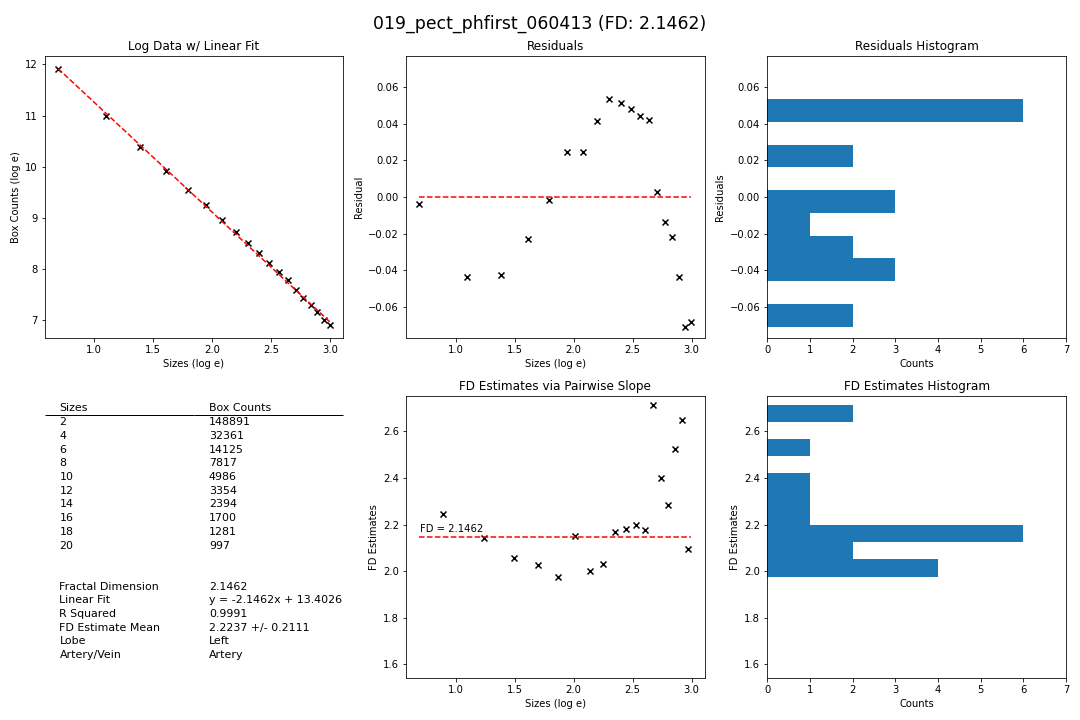 019_pect_phfirst_060413 (FD: 2.1462)
Log Data w/ Linear Fit
Box Counts (log e)
12
11
10
9
8
7
1.0 1.5 2.0 2.5 3.0
Sizes (log e)
Residuals
Residual
0.06
0.04
0.02
0.00
−0.02
−0.04
−0.06
1.0 1.5 2.0 2.5 3.0
Sizes (log e)
Residuals Histogram
Residuals
0.06
0.04
0.02
0.00
−0.02
−0.04
−0.06
0 1 2 3 4 5 6 7
Counts
Sizes Box Counts
2 148891
4 32361
6 14125
8 7817
10 4986
12 3354
14 2394
16 1700
18 1281
20 997
Fractal Dimension 2.1462
Linear Fit y = -2.1462x + 13.4026
R Squared 0.9991
FD Estimate Mean 2.2237 +/- 0.2111
Lobe Left
Artery/Vein Artery
FD Estimates via Pairwise Slope
FD Estimates
2.6
2.4
2.2
2.0
1.8
1.6
FD = 2.1462
1.0 1.5 2.0 2.5 3.0
Sizes (log e)
FD Estimates Histogram
FD Estimates
2.6
2.4
2.2
2.0
1.8
1.6
0 1 2 3 4 5 6 7
Counts